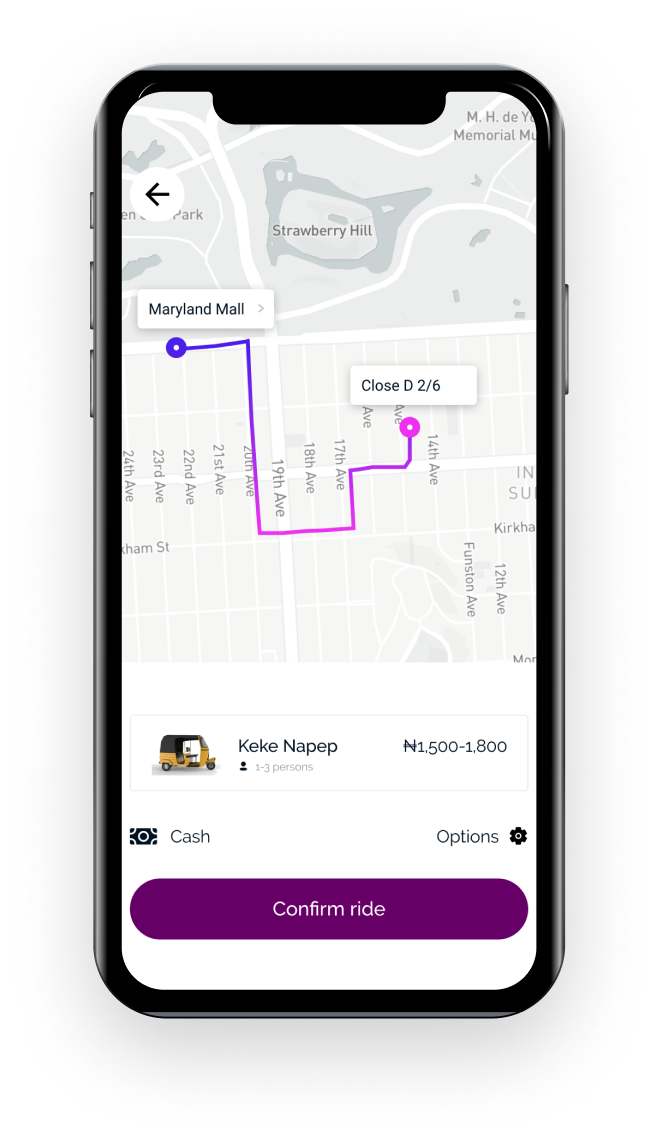 M. H. de Yo
Memorial Mu
Park
Strawberry Hill
Maryland Mall
Close D 2/6
Ave
Ave
24th Ave
23rd Ave
22nd Ave
21st Ave
20th Ave
19th Ave
18th Ave
17th Ave
14th Ave
IN
SU
Kirkha
kham St
Funston Ave
12th Ave
Mor
Keke Napep
₦1,500-1,800
1-3 persons
Cash
Options
Confirm ride